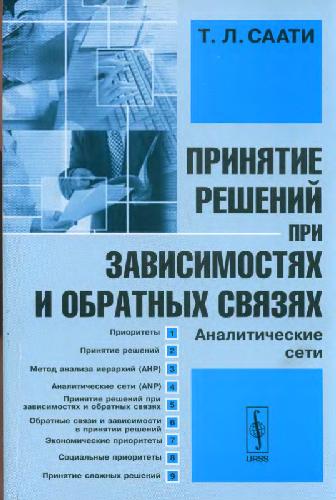 Т. Л. СААТИ
ПРИНЯТИЕ
РЕШЕНИЙ
ПРИ
ЗАВИСИМОСТЯХ
И ОБРАТНЫХ СВЯЗЯХ
Аналитические
сети
Приоритеты 1
Принятие решений 2
Метод анализа иерархий (AHP) 3
Аналитические сети (ANP) 4
Принятие решений при
зависимостях и обратных связях 5
Обратные связи и зависимости
в принятии решений 6
Экономические приоритеты 7
Социальные приоритеты 8
Принятие сложных решений 9
URSS